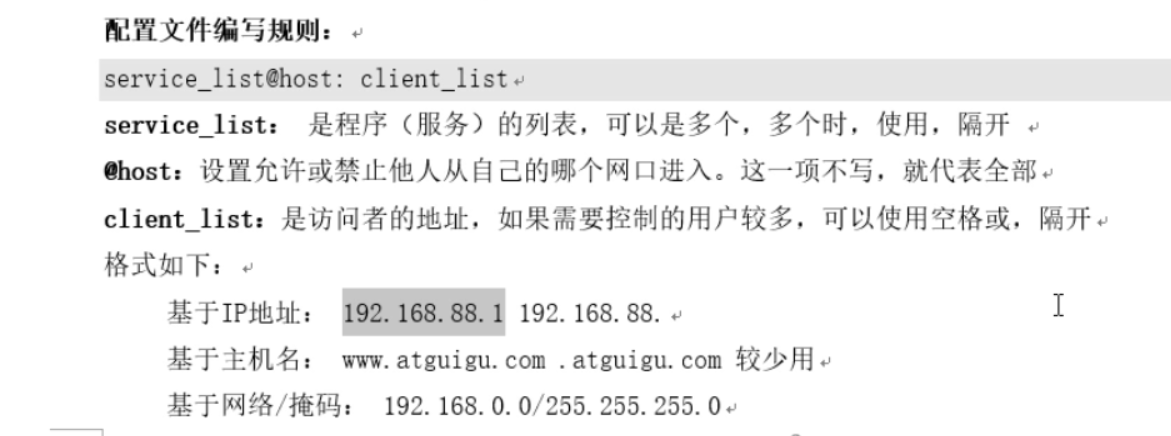 配置文件编写规则：
service_list@host: client_list
service_list： 是程序（服务）的列表，可以是多个，多个时，使用，隔开
@host：设置允许或禁止他人从自己的哪个网口进入。这一项不写，就代表全部
client_list：是访问者的地址，如果需要控制的用户较多，可以使用空格或，隔开
格式如下：
基于IP地址： 192.168.88.1 192.168.88.
基于主机名： www.atguigu.com .atguigu.com 较少用
基于网络/掩码： 192.168.0.0/255.255.255.0